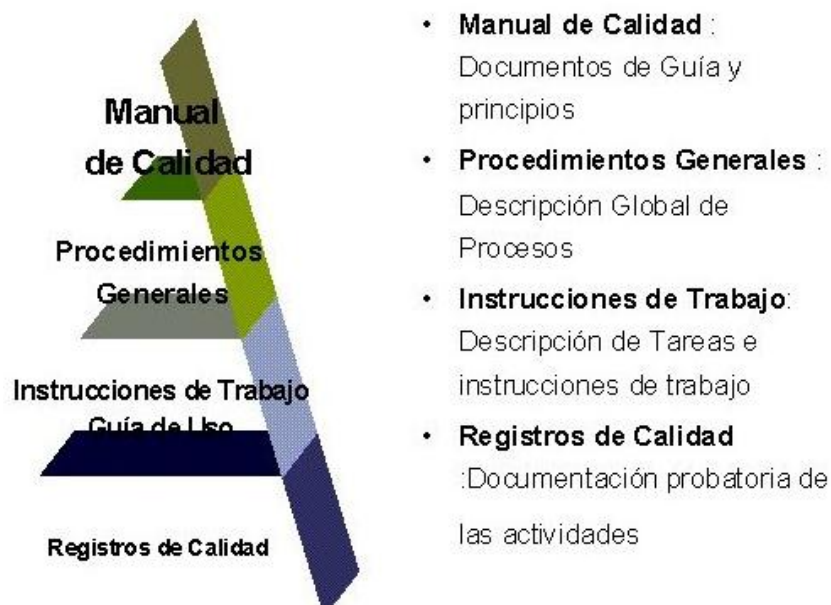 Manual
de Calidad
Procedimientos
Generales
Instrucciones de Trabajo
Guía de Uso
Registros de Calidad
• Manual de Calidad :
Documentos de Guía y
principios
• Procedimientos Generales :
Descripción Global de
Procesos
• Instrucciones de Trabajo:
Descripción de Tareas e
instrucciones de trabajo
• Registros de Calidad
:Documentación probatoria de
las actividades